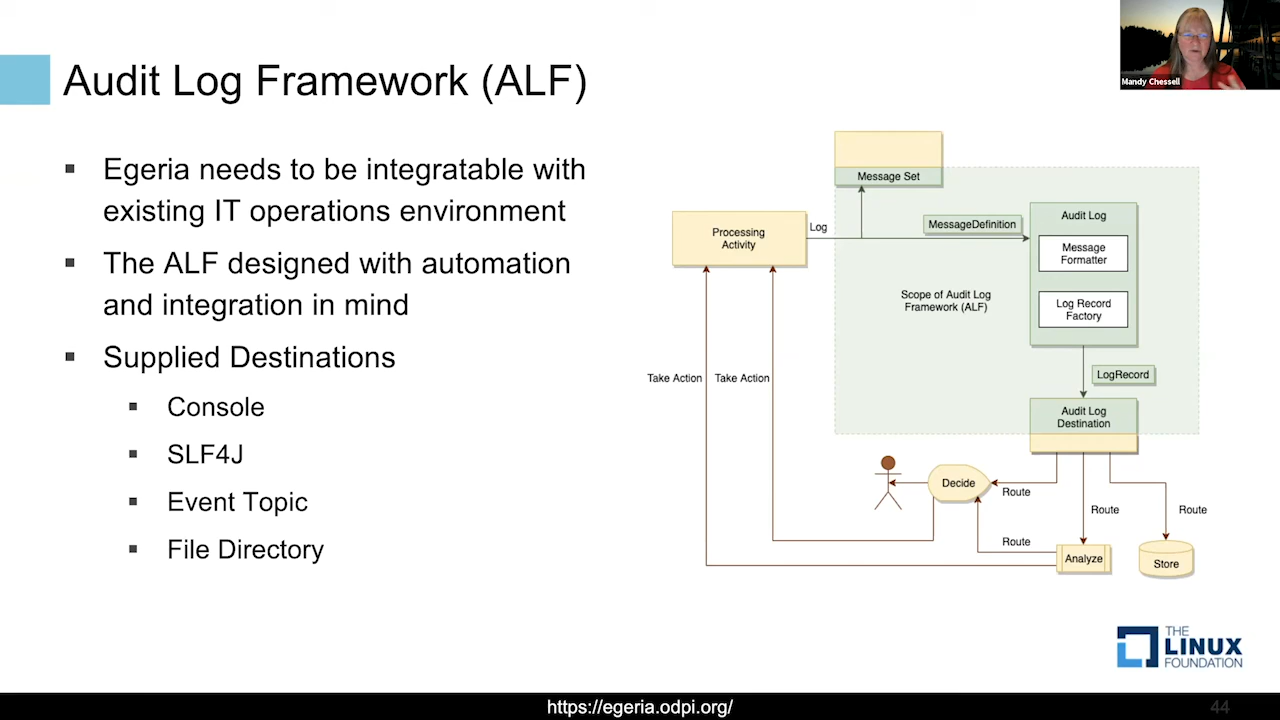 Mandy Chessell
Audit Log Framework (ALF)
▪ Egeria needs to be integratable with
existing IT operations environment
▪ The ALF designed with automation
and integration in mind
▪ Supplied Destinations
▪ Console
▪ SLF4J
▪ Event Topic
▪ File Directory
Message Set
Processing
Activity
Log
MessageDefinition
Audit Log
Message
Formatter
Log Record
Factory
Scope of Audit Log
Framework (ALF)
LogRecord
Take Action
Take Action
Audit Log
Destination
Decide
Route
Route
Route
Route
Analyze
Store
THE
LINUX
FOUNDATION
https://egeria.odpi.org/
44